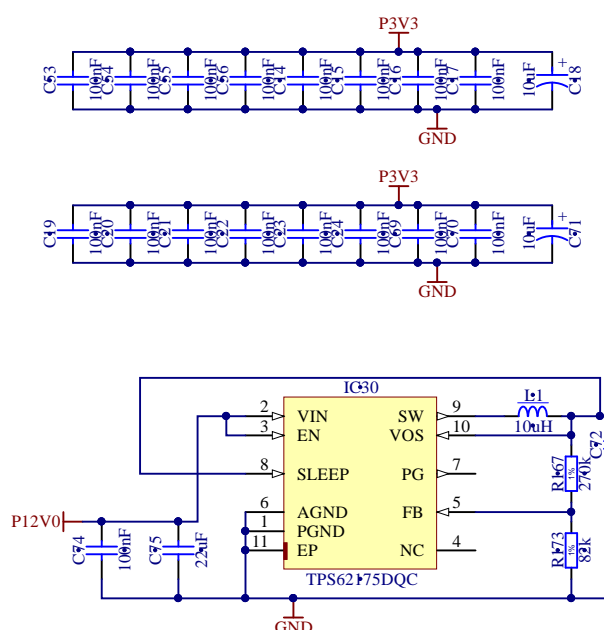 P3V3
C53 100nF C54 100nF C55 100nF C56 100nF C14 100nF C15 100nF C16 100nF C17 100nF 10uF C18
+
GND
P3V3
C19 100nF C20 100nF C21 100nF C22 100nF C23 100nF C24 100nF C69 100nF C70 100nF 10uF C71
+
GND
IC30
L1
10uH
C72
2 VIN SW 9
3 EN VOS 10
8 SLEEP PG 7
6 AGND FB 5
1 PGND
11 EP NC 4
TPS62175DQC
R167 1% 270k
R173 1% 82k
P12V0
C74 100nF
C75 22uF
GND